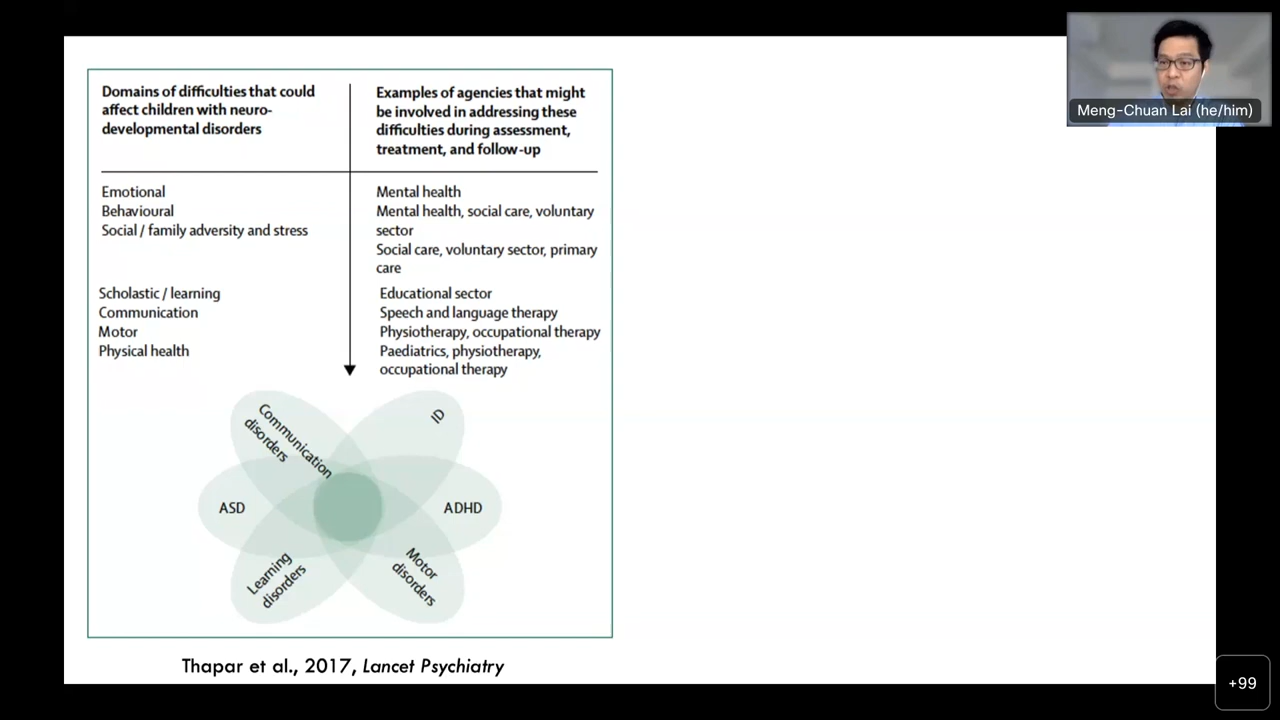 Domains of difficulties that could
affect children with neuro-
developmental disorders
Examples of agencies that might
be involved in addressing these
difficulties during assessment,
treatment, and follow-up
Emotional
Behavioural
Social / family adversity and stress
Mental health
Mental health, social care, voluntary
sector
Social care, voluntary sector, primary
care
Scholastic / learning
Communication
Motor
Physical health
Educational sector
Speech and language therapy
Physiotherapy, occupational therapy
Paediatrics, physiotherapy,
occupational therapy
Communication
disorders
ID
ASD
ADHD
Learning
disorders
Motor
disorders
Thapar et al., 2017, Lancet Psychiatry
Meng-Chuan Lai (he/him)
+99